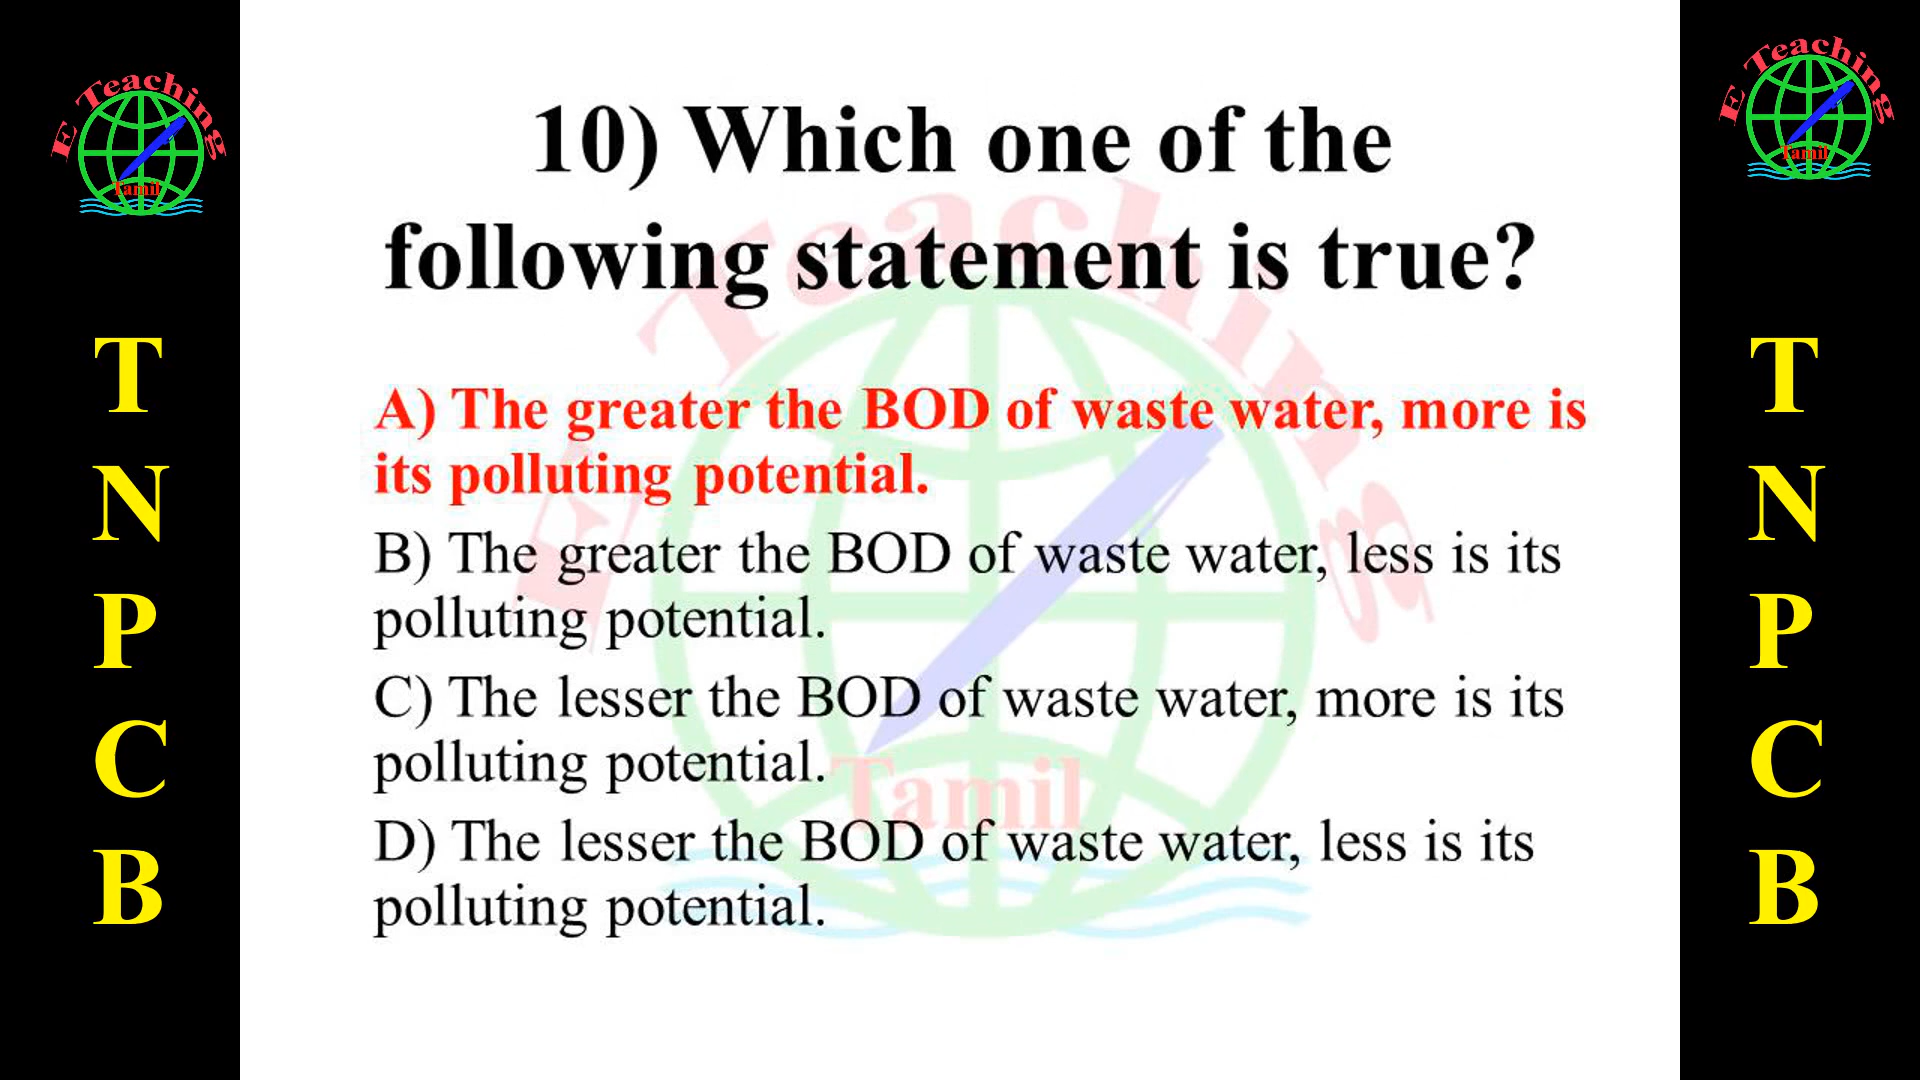 E Teaching
Tamil
T
N
P
C
B
10) Which one of the
following statement is true?
A) The greater the BOD of waste water, more is
its polluting potential.
B) The greater the BOD of waste water, less is its
polluting potential.
C) The lesser the BOD of waste water, more is its
polluting potential.
D) The lesser the BOD of waste water, less is its
polluting potential.
E Teaching
Tamil
E Teaching
Tamil
T
N
P
C
B